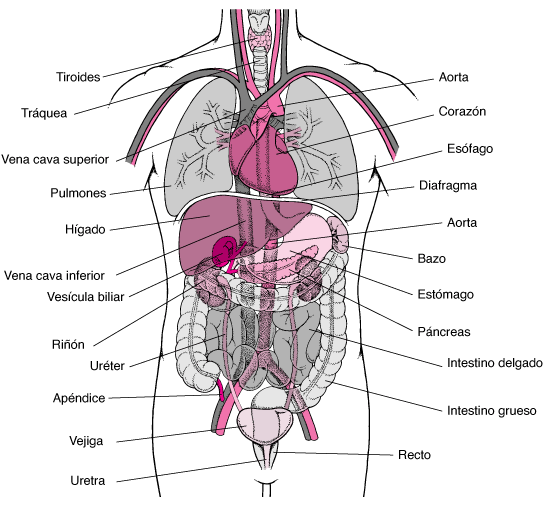 Tiroides
Tráquea
Vena cava superior
Pulmones
Hígado
Vena cava inferior
Vesícula biliar
Riñón
Uréter
Apéndice
Vejiga
Uretra
Aorta
Corazón
Esófago
Diafragma
Aorta
Bazo
Estómago
Páncreas
Intestino delgado
Intestino grueso
Recto